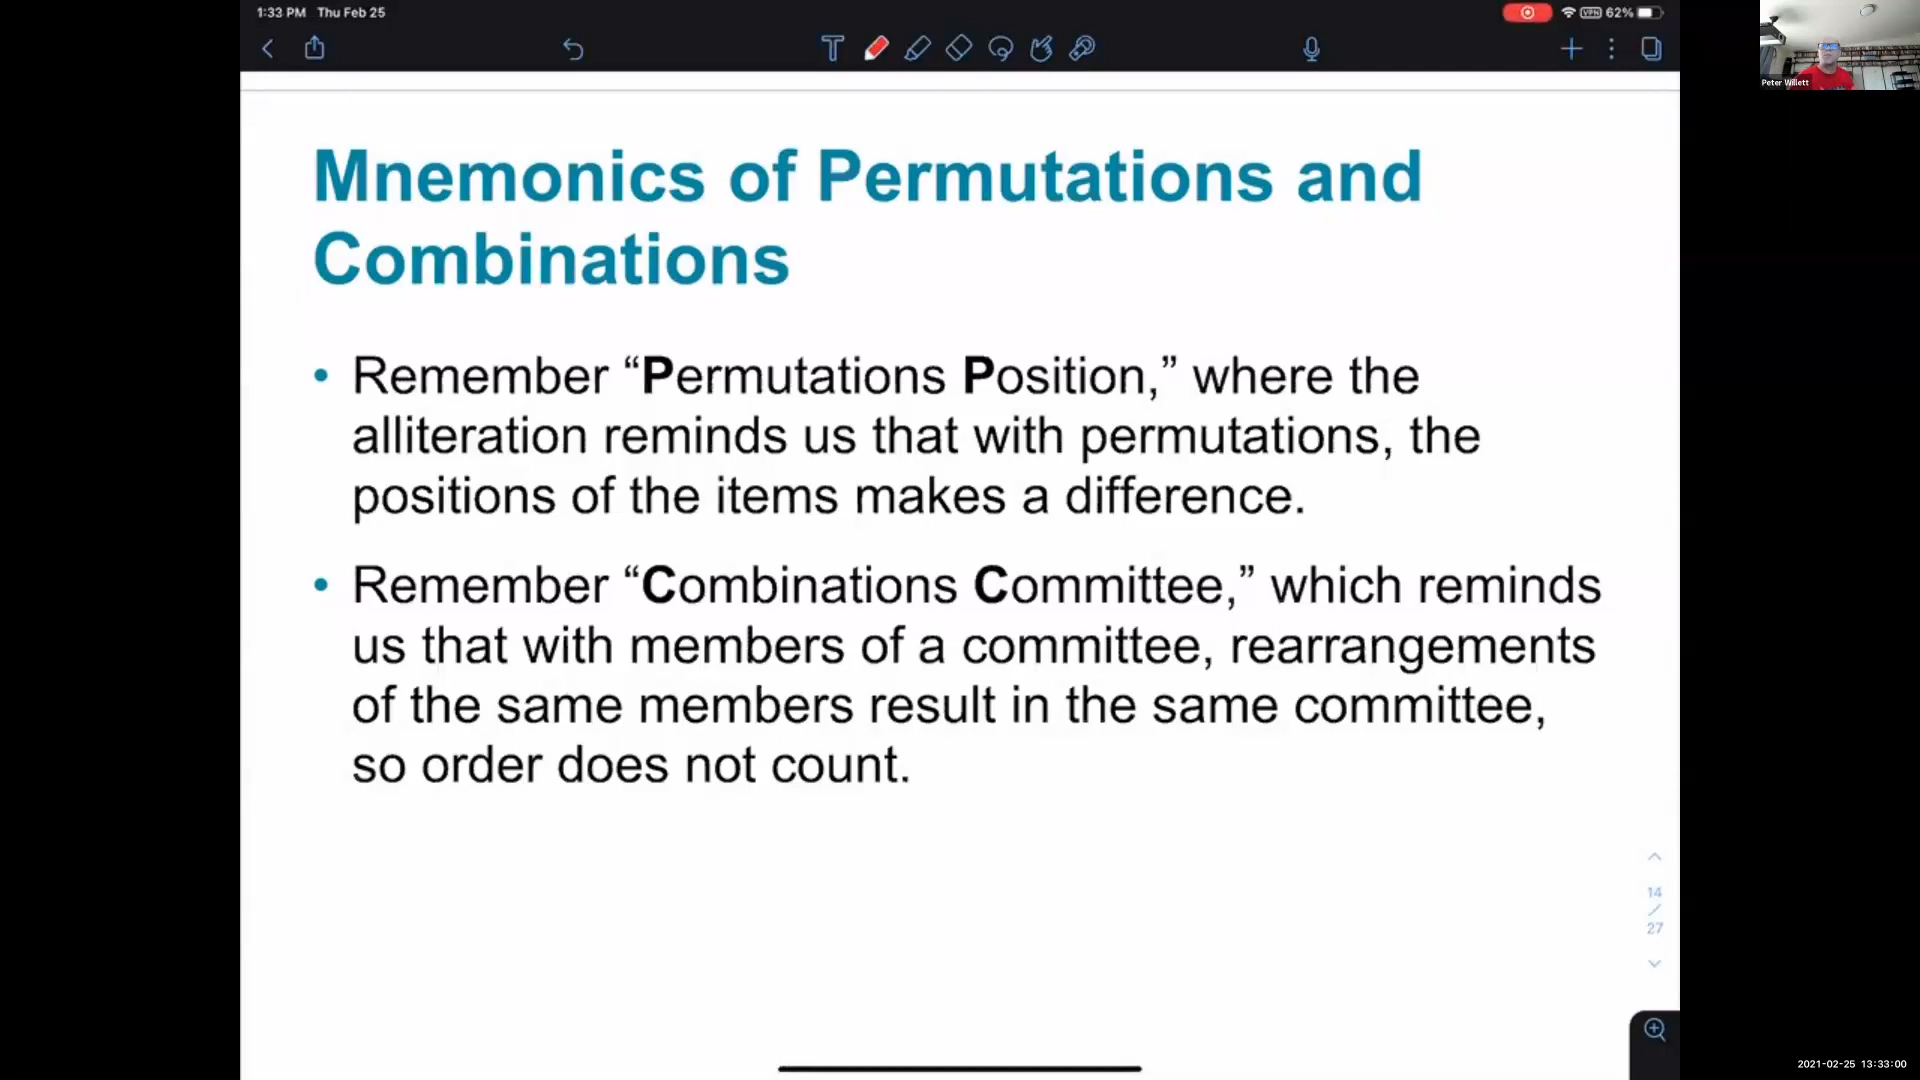 1:33 PM Thu Feb 25
VPN 62%
Peter Willett
Mnemonics of Permutations and
Combinations
• Remember “Permutations Position,” where the
alliteration reminds us that with permutations, the
positions of the items makes a difference.
• Remember “Combinations Committee,” which reminds
us that with members of a committee, rearrangements
of the same members result in the same committee,
so order does not count.
14
/
27
2021-02-25 13:33:00